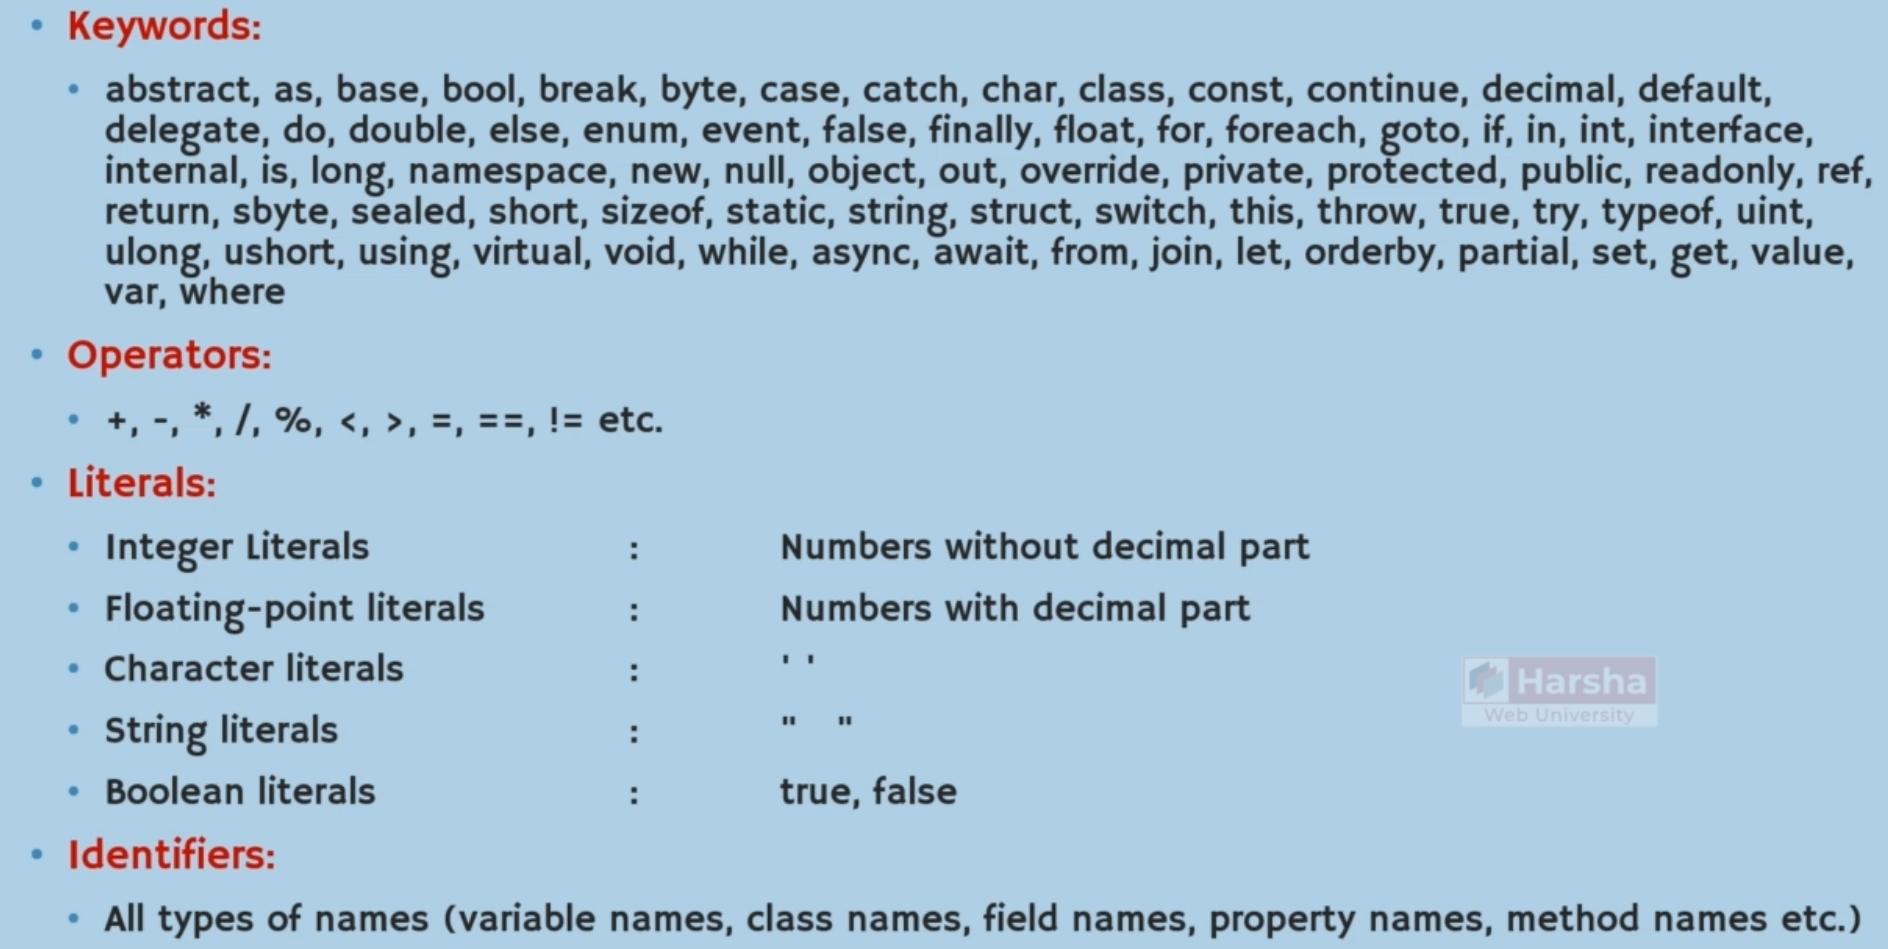 • Keywords:
• abstract, as, base, bool, break, byte, case, catch, char, class, const, continue, decimal, default,
delegate, do, double, else, enum, event, false, finally, float, for, foreach, goto, if, in, int, interface,
internal, is, long, namespace, new, null, object, out, override, private, protected, public, readonly, ref,
return, sbyte, sealed, short, sizeof, static, string, struct, switch, this, throw, true, try, typeof, uint,
ulong, ushort, using, virtual, void, while, async, await, from, join, let, orderby, partial, set, get, value,
var, where
• Operators:
• +, -, *, /, %, <, >, =, ==, != etc.
• Literals:
• Integer Literals : Numbers without decimal part
• Floating-point literals : Numbers with decimal part
• Character literals : ' '
• String literals : " "
• Boolean literals : true, false
Harsha
Web University
• Identifiers:
• All types of names (variable names, class names, field names, property names, method names etc.)